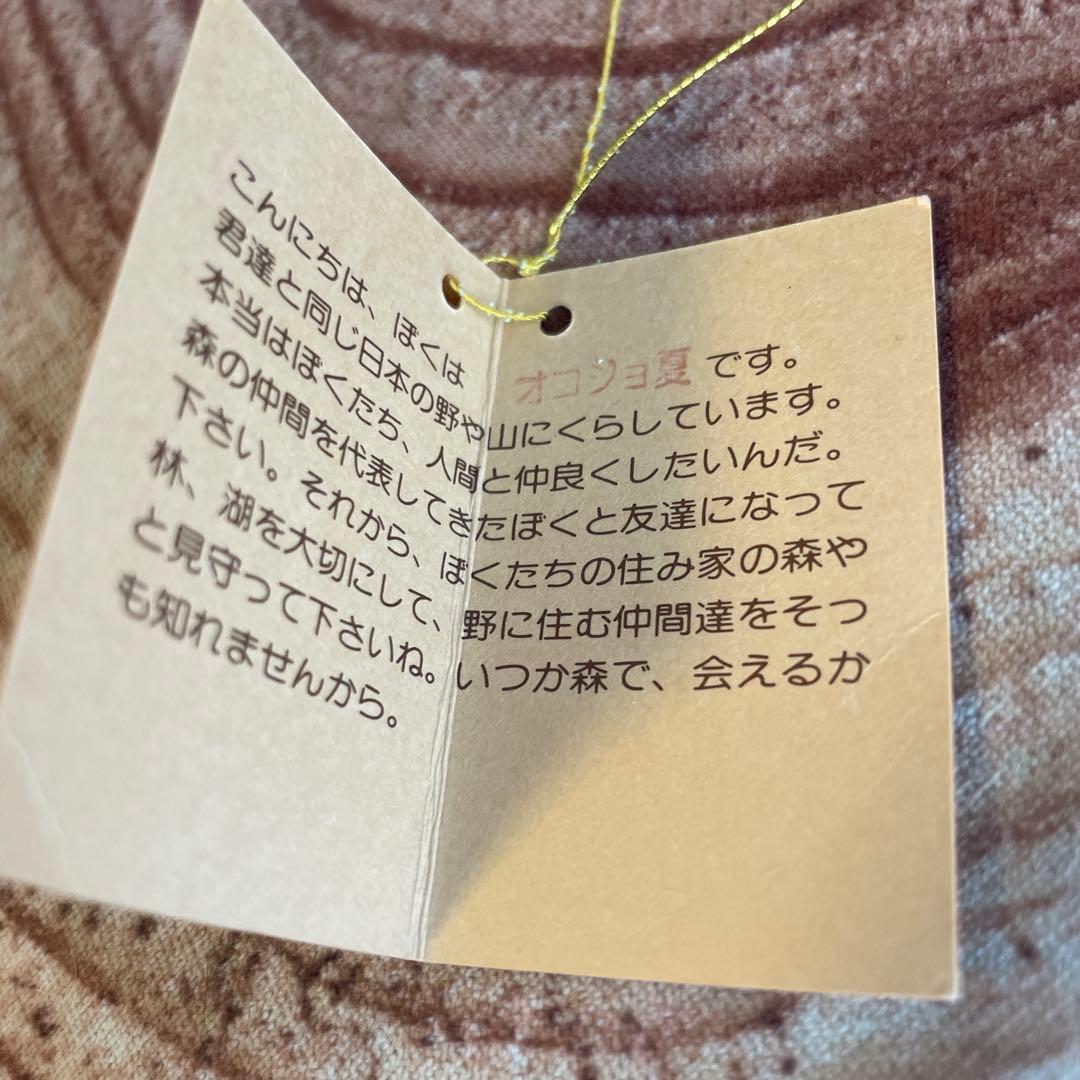 こんにちは、ぼくは オコジョ夏 です。
君達と同じ日本の野や山にくらしています。
本当はぼくたち、人間と仲良くしたいんだ。
森の仲間を代表してきたぼくと友達になって
下さい。それから、ぼくたちの住み家の森や
林、湖を大切にして、野に住む仲間達をそっ
と見守って下さいね。いつか森で、会えるか
も知れませんから。